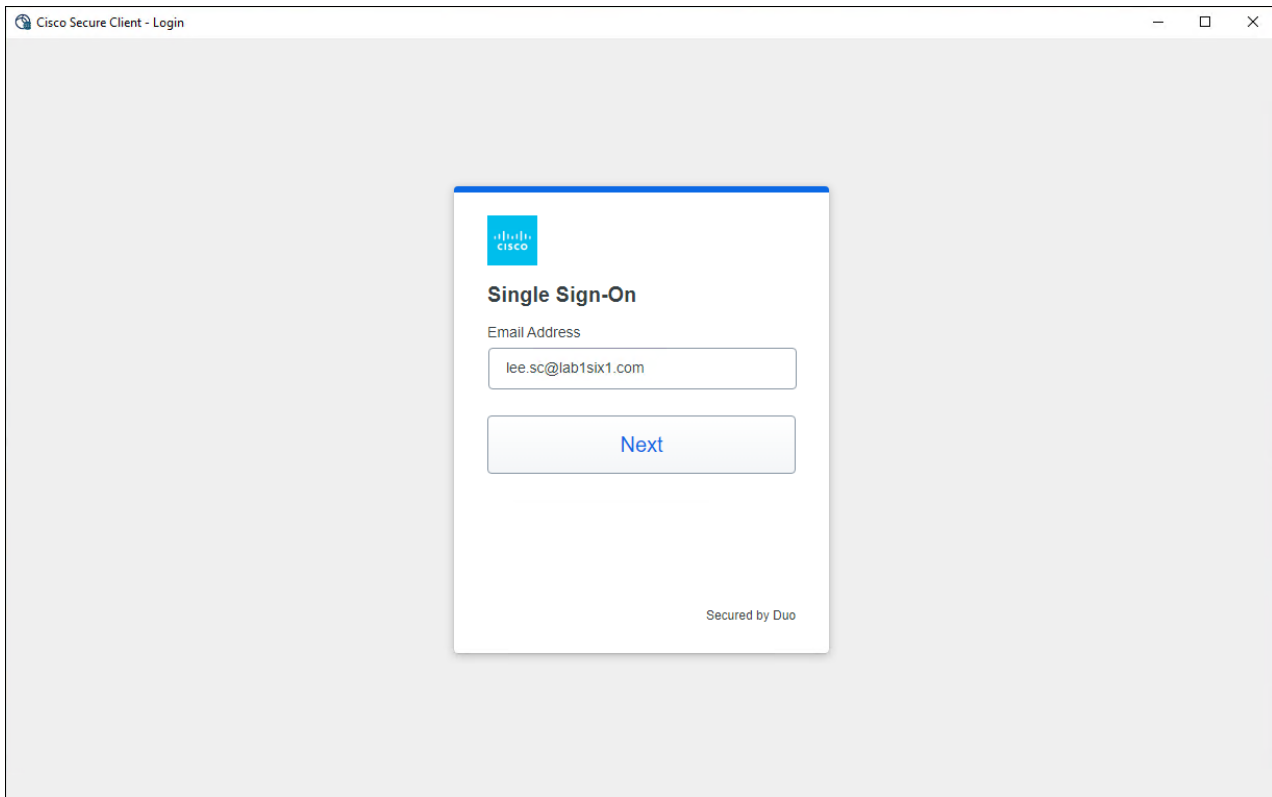 Cisco Secure Client - Login
CISCO
Single Sign-On
Email Address
lee.sc@lab1six1.com
Next
Secured by Duo